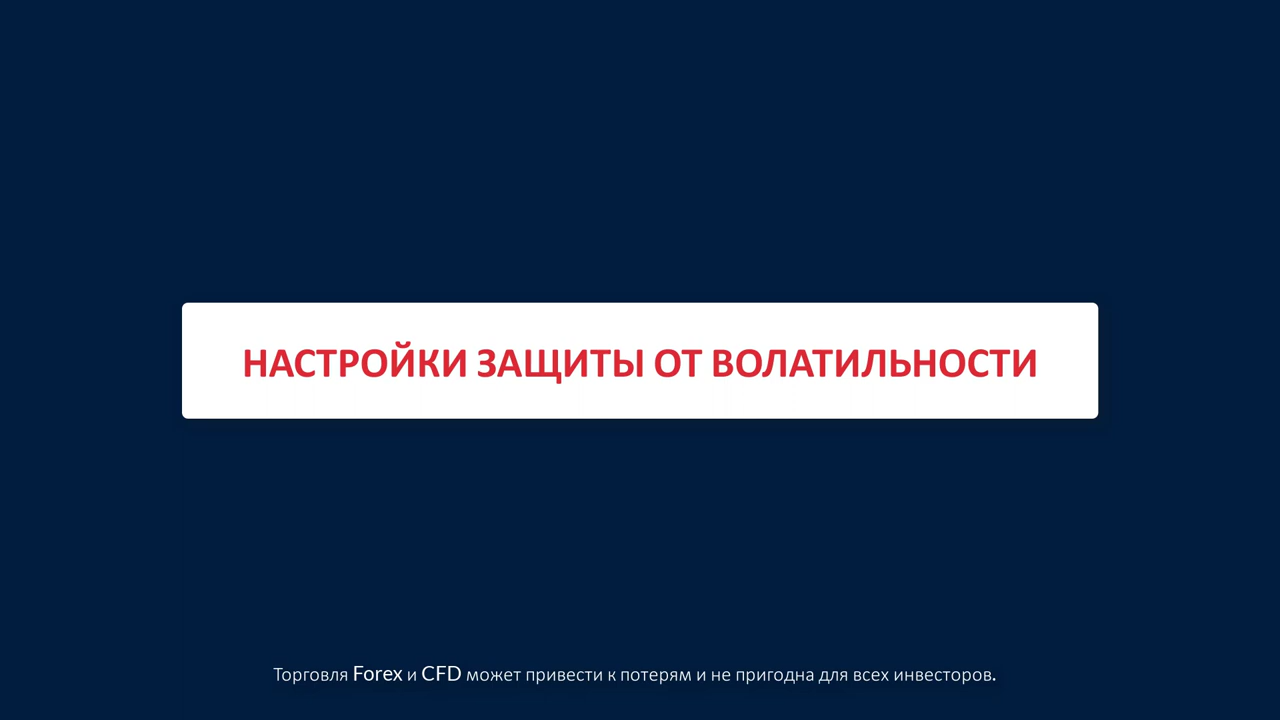 НАСТРОЙКИ ЗАЩИТЫ ОТ ВОЛАТИЛЬНОСТИ
Торговля Forex и CFD может привести к потерям и не пригодна для всех инвесторов.